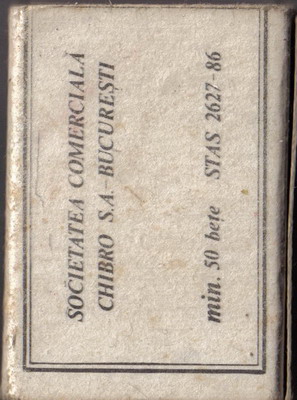 SOCIETATEA COMERCIALĂ
CHIBRO S.A.-BUCUREȘTI
min. 50 bețe STAS 2627-86